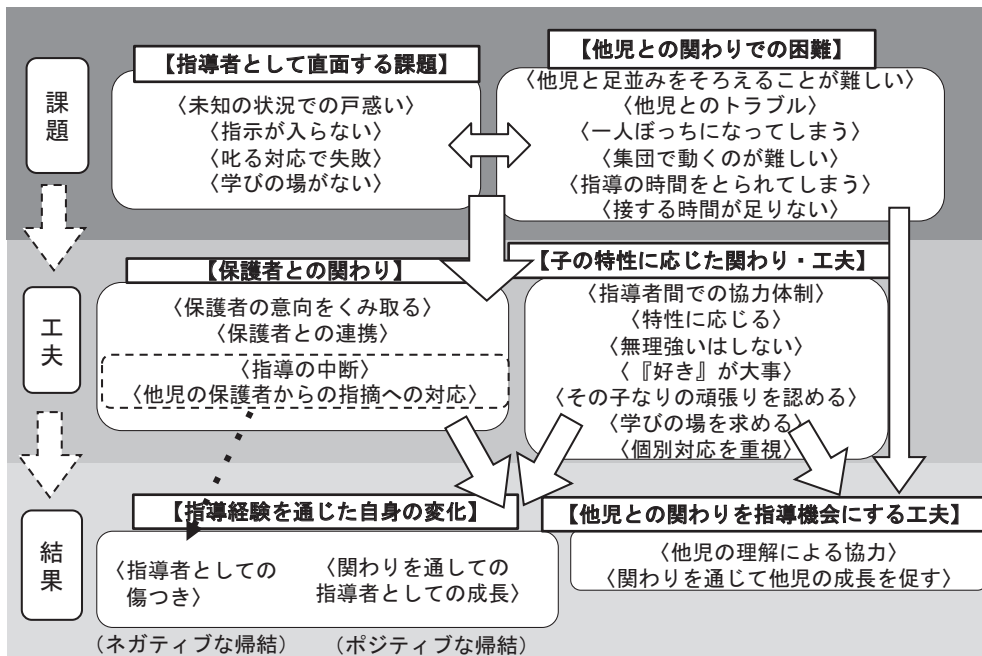 課題
【指導者として直面する課題】
〈未知の状況での戸惑い〉
〈指示が入らない〉
〈叱る対応で失敗〉
〈学びの場がない〉
【他児との関わりでの困難】
〈他児と足並みをそろえることが難しい〉
〈他児とのトラブル〉
〈一人ぼっちになってしまう〉
〈集団で動くのが難しい〉
〈指導の時間をとられてしまう〉
〈接する時間が足りない〉
工夫
【保護者との関わり】
〈保護者の意向をくみ取る〉
〈保護者との連携〉
〈指導の中断〉
〈他児の保護者からの指摘への対応〉
【子の特性に応じた関わり・工夫】
〈指導者間での協力体制〉
〈特性に応じる〉
〈無理強いはしない〉
〈『好き』が大事〉
〈その子なりの頑張りを認める〉
〈学びの場を求める〉
〈個別対応を重視〉
結果
【指導経験を通じた自身の変化】
〈指導者としての
傷つき〉
〈関わりを通しての
指導者としての成長〉
（ネガティブな帰結）
（ポジティブな帰結）
【他児との関わりを指導機会にする工夫】
〈他児の理解による協力〉
〈関わりを通じて他児の成長を促す〉